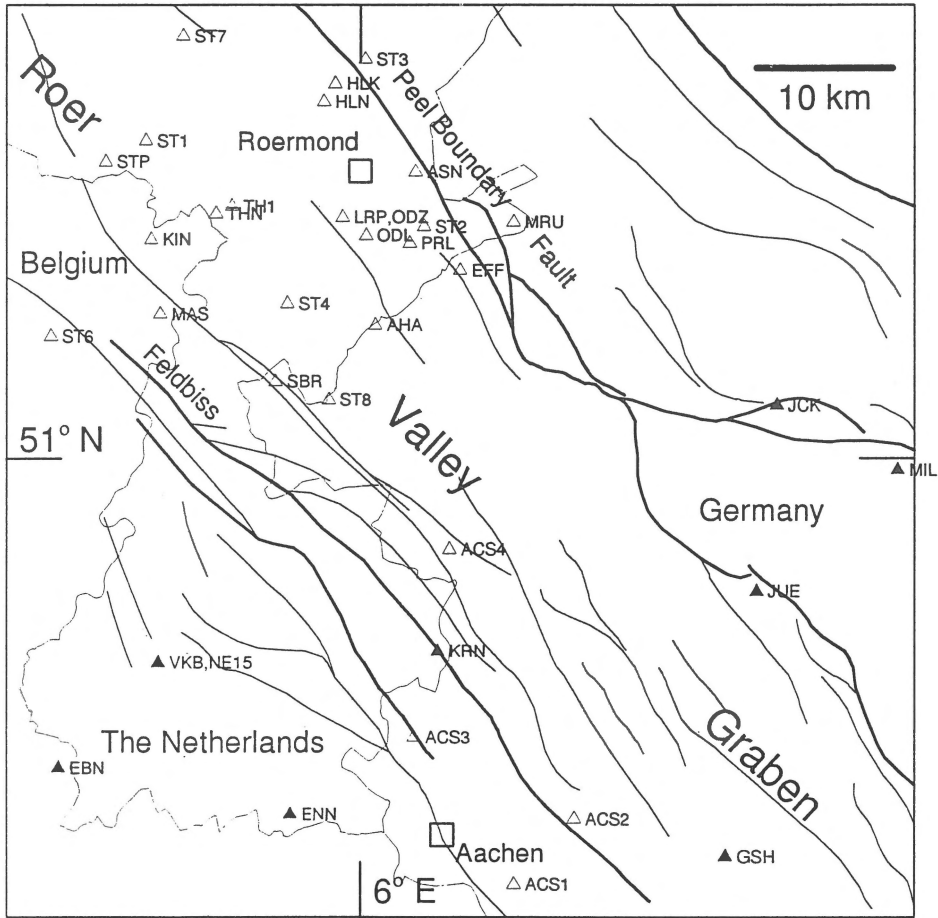 ST7
ST3
Roer
HLK
HLN
Peel Boundary
Fault
10 km
ST1
Roermond
STP
ASN
TH1
THN
LRP,ODZ
ST2
MRU
KIN
ODL
PRL
Belgium
EFF
ST4
MAS
AHA
ST6
Feldbiss
SBR
ST8
JCK
Valley
51° N
MIL
Germany
ACS4
JUE
KRN
VKB,NE15
Graben
The Netherlands
ACS3
EBN
ENN
ACS2
Aachen
GSH
6° E
ACS1